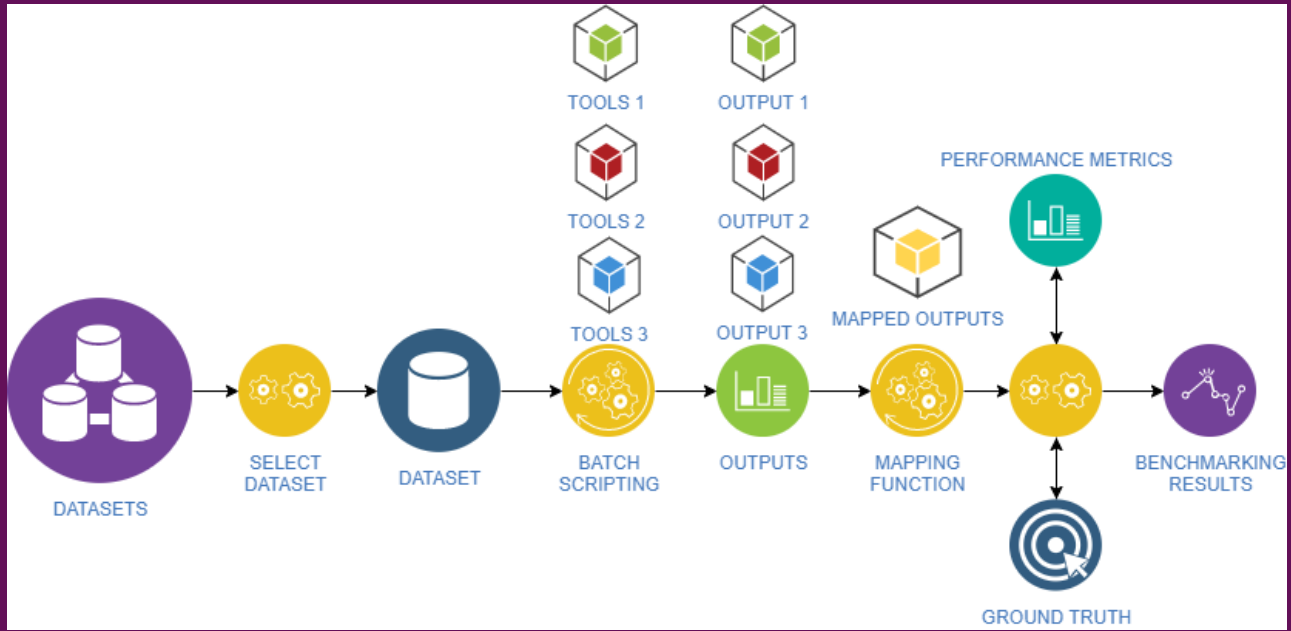 TOOLS 1
OUTPUT 1
TOOLS 2
OUTPUT 2
TOOLS 3
OUTPUT 3
PERFORMANCE METRICS
MAPPED OUTPUTS
DATASETS
SELECT
DATASET
DATASET
BATCH
SCRIPTING
OUTPUTS
MAPPING
FUNCTION
BENCHMARKING
RESULTS
GROUND TRUTH